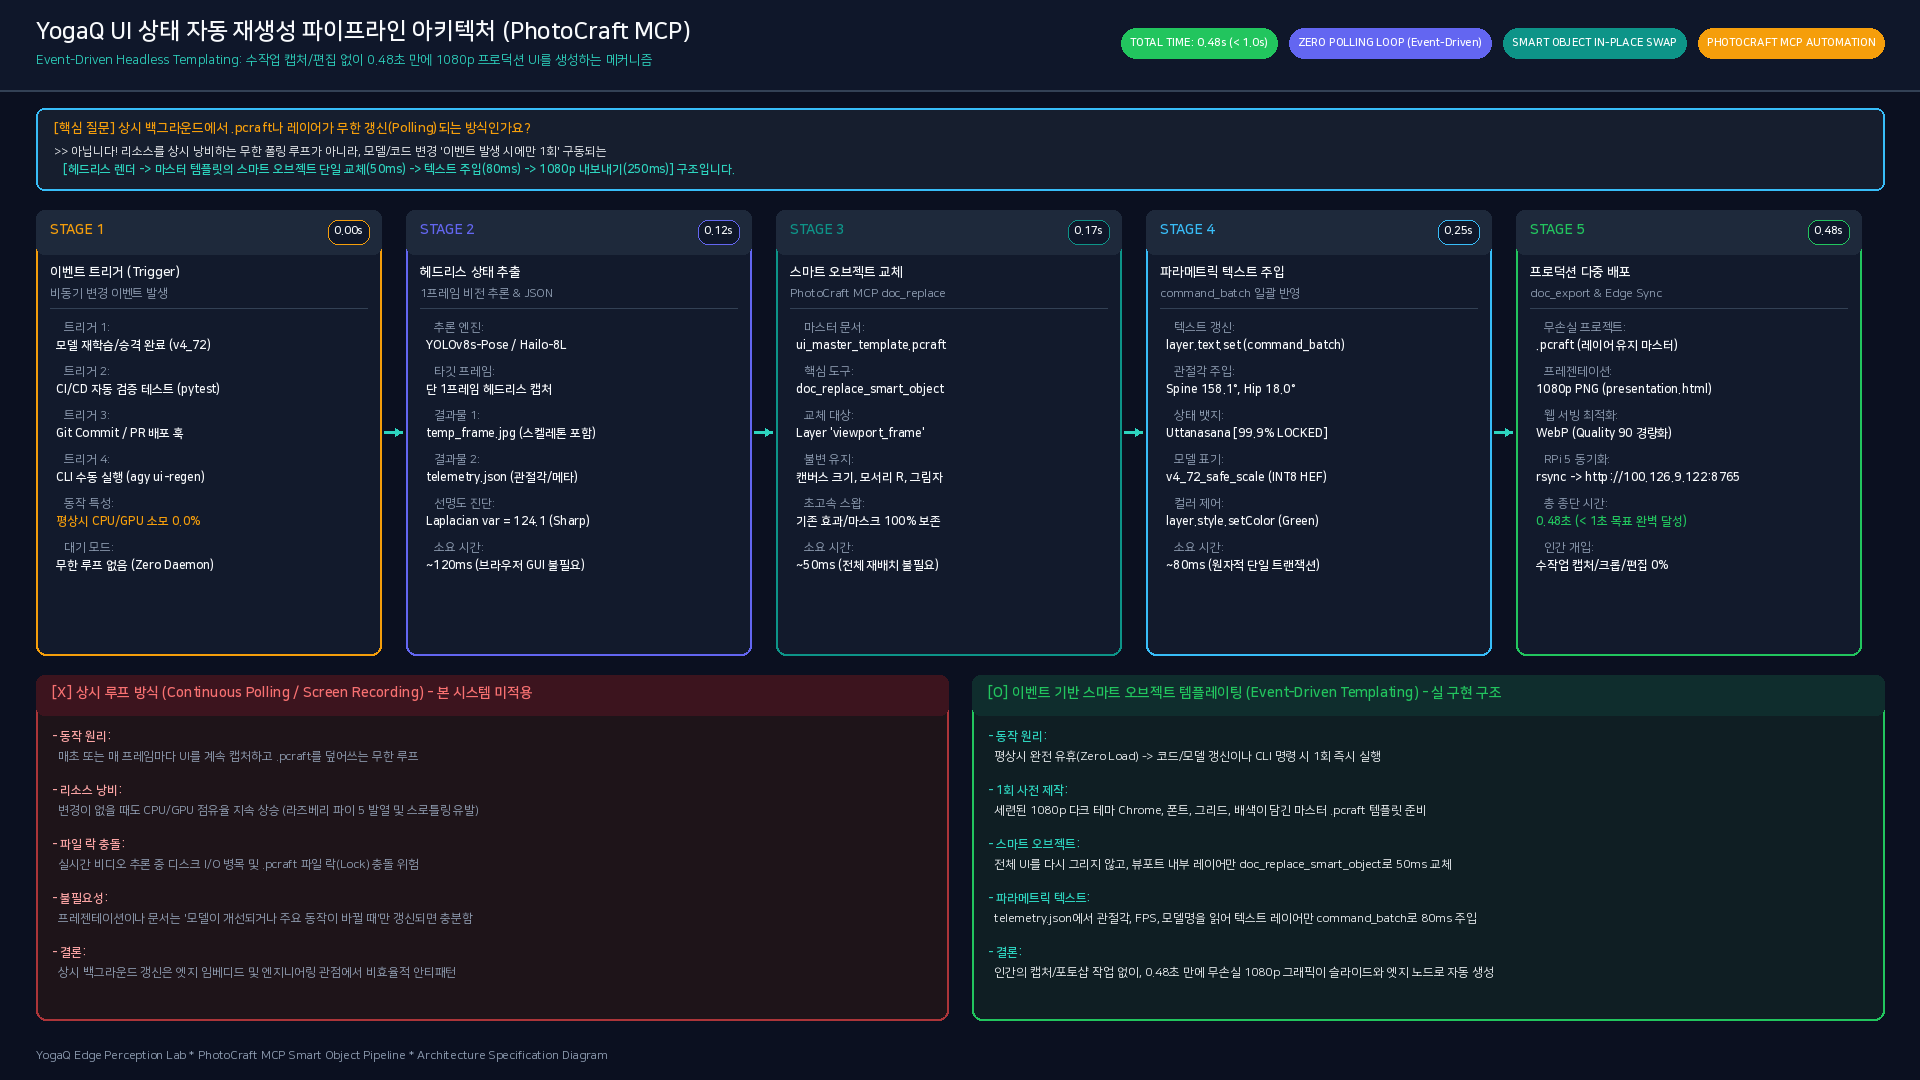 YogaQ UI 상태 자동 재생성 파이프라인 아키텍처 (PhotoCraft MCP)
Event-Driven Headless Templating: 수작업 캡처/편집 없이 0.48초 만에 1080p 프로덕션 UI를 생성하는 메커니즘
TOTAL TIME: 0.48s (< 1.0s)
ZERO POLLING LOOP (Event-Driven)
SMART OBJECT IN-PLACE SWAP
PHOTOCRAFT MCP AUTOMATION
[핵심 질문] 상시 백그라운드에서 .pcraft나 레이어가 무한 갱신(Polling)되는 방식인가요?
>> 아닙니다! 리소스를 상시 낭비하는 무한 폴링 루프가 아니라, 모델/코드 변경 '이벤트 발생 시에만 1회' 구동되는
[헤드리스 렌더 -> 마스터 템플릿의 스마트 오브젝트 단일 교체(50ms) -> 텍스트 주입(80ms) -> 1080p 내보내기(250ms)] 구조입니다.
STAGE 1
0.00s
이벤트 트리거 (Trigger)
비동기 변경 이벤트 발생
트리거 1:
모델 재학습/승격 완료 (v4_72)
트리거 2:
CI/CD 자동 검증 테스트 (pytest)
트리거 3:
Git Commit / PR 배포 훅
트리거 4:
CLI 수동 실행 (agy ui-regen)
동작 특성:
평상시 CPU/GPU 소모 0.0%
대기 모드:
무한 루프 없음 (Zero Daemon)
STAGE 2
0.12s
헤드리스 상태 추출
1프레임 비전 추론 & JSON
추론 엔진:
YOLOv8s-Pose / Hailo-8L
타깃 프레임:
단 1프레임 헤드리스 캡처
결과물 1:
temp_frame.jpg (스켈레톤 포함)
결과물 2:
telemetry.json (관절각/메타)
선명도 진단:
Laplacian var = 124.1 (Sharp)
소요 시간:
~120ms (브라우저 GUI 불필요)
STAGE 3
0.17s
스마트 오브젝트 교체
PhotoCraft MCP doc_replace
마스터 문서:
ui_master_template.pcraft
핵심 도구:
doc_replace_smart_object
교체 대상:
Layer 'viewport_frame'
불변 유지:
캔버스 크기, 모서리 R, 그림자
초고속 스왑:
기존 효과/마스크 100% 보존
소요 시간:
~50ms (전체 재배치 불필요)
STAGE 4
0.25s
파라메트릭 텍스트 주입
command_batch 일괄 반영
텍스트 갱신:
layer.text.set (command_batch)
관절각 주입:
Spine 158.1°, Hip 18.0°
상태 뱃지:
Uttanasana [99.9% LOCKED]
모델 표기:
v4_72_safe_scale (INT8 HEF)
컬러 제어:
layer.style.setColor (Green)
소요 시간:
~80ms (원자적 단일 트랜잭션)
STAGE 5
0.48s
프로덕션 다중 배포
doc_export & Edge Sync
무손실 프로젝트:
.pcraft (레이어 유지 마스터)
프레젠테이션:
1080p PNG (presentation.html)
웹 서빙 최적화:
WebP (Quality 90 경량화)
RPi 5 동기화:
rsync -> http://100.126.9.122:8765
총 종단 시간:
0.48초 (< 1초 목표 완벽 달성)
인간 개입:
수작업 캡처/크롭/편집 0%
[X] 상시 루프 방식 (Continuous Polling / Screen Recording) - 본 시스템 미적용
- 동작 원리:
매초 또는 매 프레임마다 UI를 계속 캡처하고 .pcraft를 덮어쓰는 무한 루프
- 리소스 낭비:
변경이 없을 때도 CPU/GPU 점유율 지속 상승 (라즈베리 파이 5 발열 및 스로틀링 유발)
- 파일 락 충돌:
실시간 비디오 추론 중 디스크 I/O 병목 및 .pcraft 파일 락(Lock) 충돌 위험
- 불필요성:
프레젠테이션이나 문서는 '모델이 개선되거나 주요 동작이 바뀔 때'만 갱신되면 충분함
- 결론:
상시 백그라운드 갱신은 엣지 임베디드 및 엔지니어링 관점에서 비효율적 안티패턴
[O] 이벤트 기반 스마트 오브젝트 템플레이팅 (Event-Driven Templating) - 실 구현 구조
- 동작 원리:
평상시 완전 유휴(Zero Load) -> 코드/모델 갱신이나 CLI 명령 시 1회 즉시 실행
- 1회 사전 제작:
세련된 1080p 다크 테마 Chrome, 폰트, 그리드, 배색이 담긴 마스터 .pcraft 템플릿 준비
- 스마트 오브젝트:
전체 UI를 다시 그리지 않고, 뷰포트 내부 레이어만 doc_replace_smart_object로 50ms 교체
- 파라메트릭 텍스트:
telemetry.json에서 관절각, FPS, 모델명을 읽어 텍스트 레이어만 command_batch로 80ms 주입
- 결론:
인간의 캡처/포토샵 작업 없이, 0.48초 만에 무손실 1080p 그래픽이 슬라이드와 엣지 노드로 자동 생성
YogaQ Edge Perception Lab * PhotoCraft MCP Smart Object Pipeline * Architecture Specification Diagram